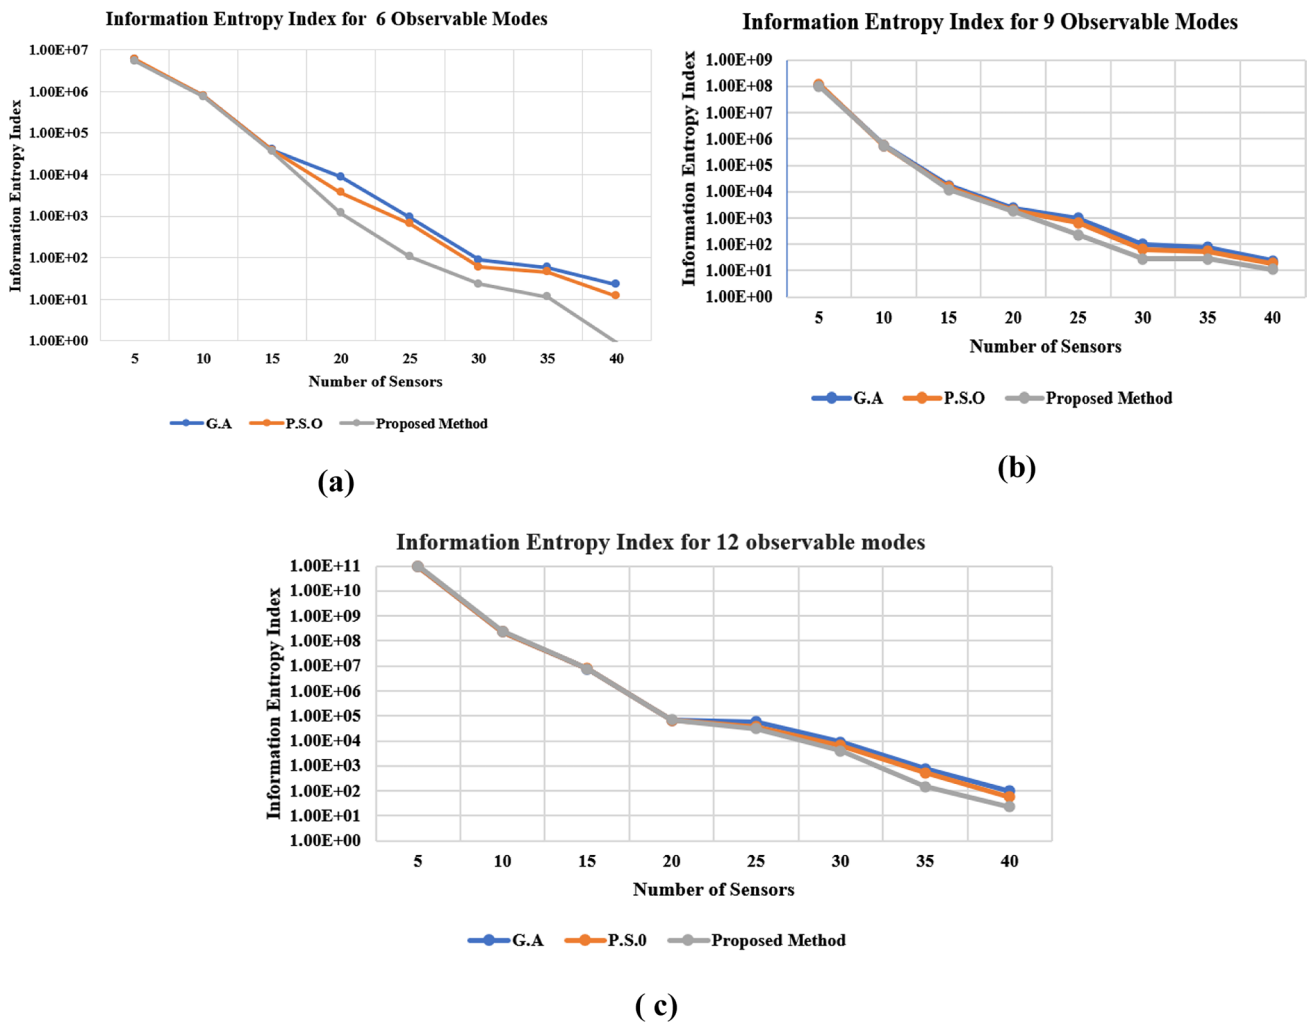 Information Entropy Index for 6 Observable Modes
Information Entropy Index
1.00E+07
1.00E+06
1.00E+05
1.00E+04
1.00E+03
1.00E+02
1.00E+01
1.00E+00
5 10 15 20 25 30 35 40
Number of Sensors
G.A P.S.O Proposed Method
(a)
Information Entropy Index for 9 Observable Modes
Information Entropy Index
1.00E+09
1.00E+08
1.00E+07
1.00E+06
1.00E+05
1.00E+04
1.00E+03
1.00E+02
1.00E+01
1.00E+00
5 10 15 20 25 30 35 40
Number of Sensors
G.A P.S.O Proposed Method
(b)
Information Entropy Index for 12 observable modes
Information Entropy Index
1.00E+11
1.00E+10
1.00E+09
1.00E+08
1.00E+07
1.00E+06
1.00E+05
1.00E+04
1.00E+03
1.00E+02
1.00E+01
1.00E+00
5 10 15 20 25 30 35 40
Number of Sensors
G.A P.S.0 Proposed Method
( c)